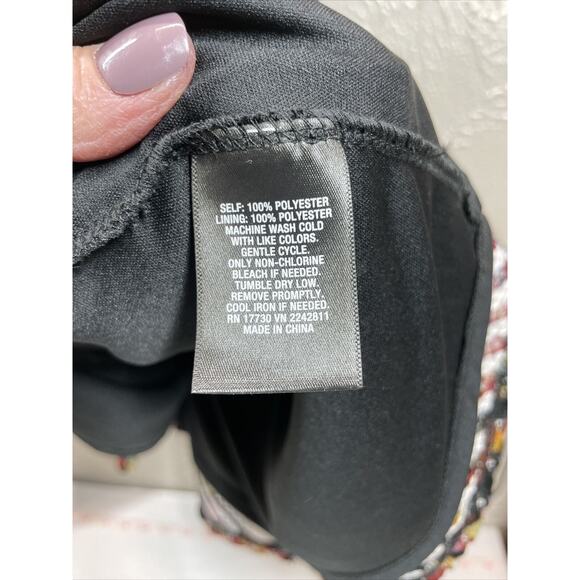 SELF: 100% POLYESTER
LINING: 100% POLYESTER
MACHINE WASH COLD
WITH LIKE COLORS.
GENTLE CYCLE.
ONLY NON-CHLORINE
BLEACH IF NEEDED.
TUMBLE DRY LOW.
REMOVE PROMPTLY.
COOL IRON IF NEEDED.
RN 17730 VN 2242811
MADE IN CHINA